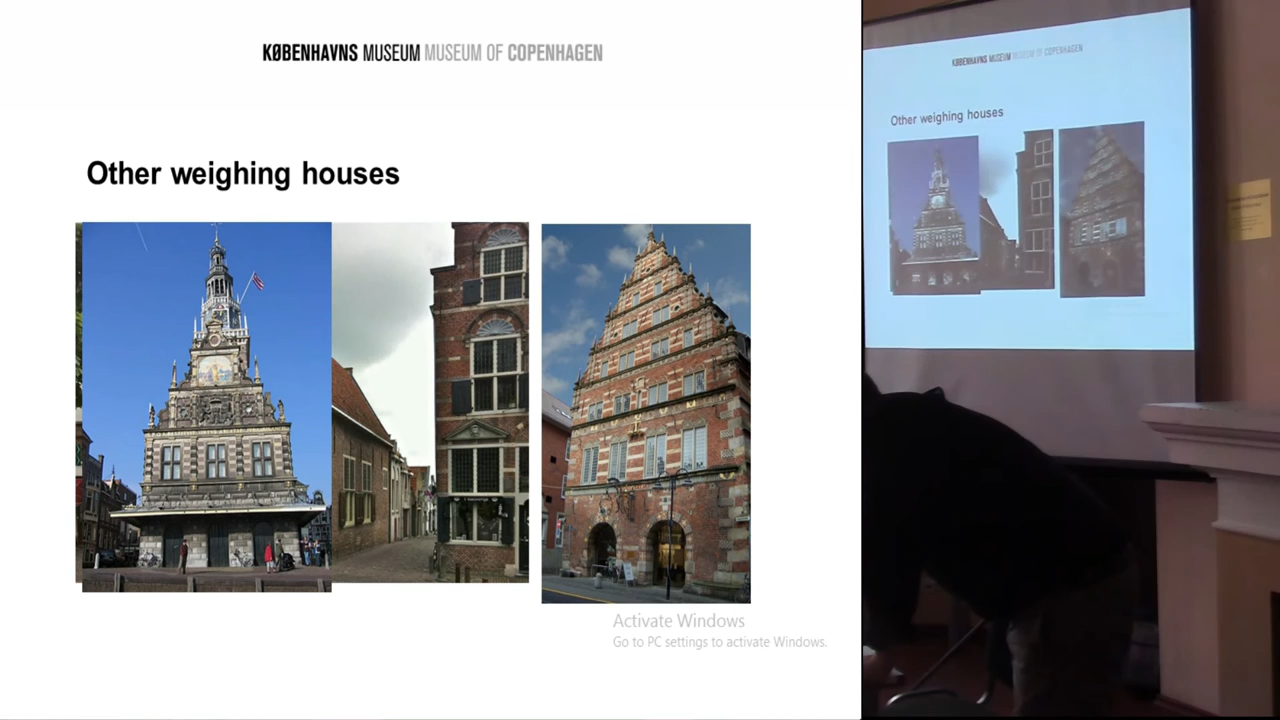 KØBENHAVNS MUSEUM MUSEUM OF COPENHAGEN
Other weighing houses
Activate Windows
Go to PC settings to activate Windows.
KØBENHAVNS MUSEUM MUSEUM OF COPENHAGEN
Other weighing houses